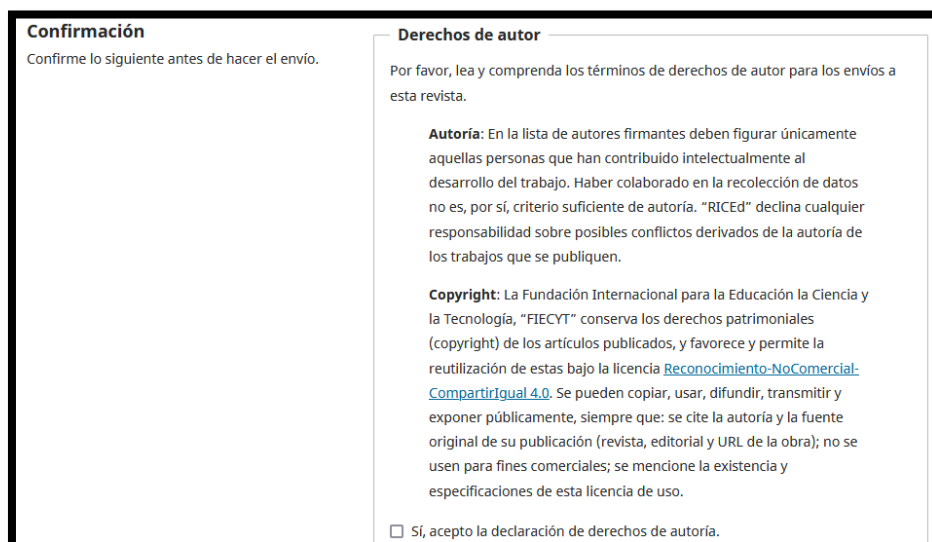 Confirmación
Confirme lo siguiente antes de hacer el envío.
Derechos de autor
Por favor, lea y comprenda los términos de derechos de autor para los envíos a
esta revista.
Autoría: En la lista de autores firmantes deben figurar únicamente
aquellas personas que han contribuido intelectualmente al
desarrollo del trabajo. Haber colaborado en la recolección de datos
no es, por sí, criterio suficiente de autoría. “RICEd” declina cualquier
responsabilidad sobre posibles conflictos derivados de la autoría de
los trabajos que se publiquen.
Copyright: La Fundación Internacional para la Educación la Ciencia y
la Tecnología, “FIECYT” conserva los derechos patrimoniales
(copyright) de los artículos publicados, y favorece y permite la
reutilización de estas bajo la licencia Reconocimiento-NoComercial-
CompartirIgual 4.0. Se pueden copiar, usar, difundir, transmitir y
exponer públicamente, siempre que: se cite la autoría y la fuente
original de su publicación (revista, editorial y URL de la obra); no se
usen para fines comerciales; se mencione la existencia y
especificaciones de esta licencia de uso.
Sí, acepto la declaración de derechos de autoría.